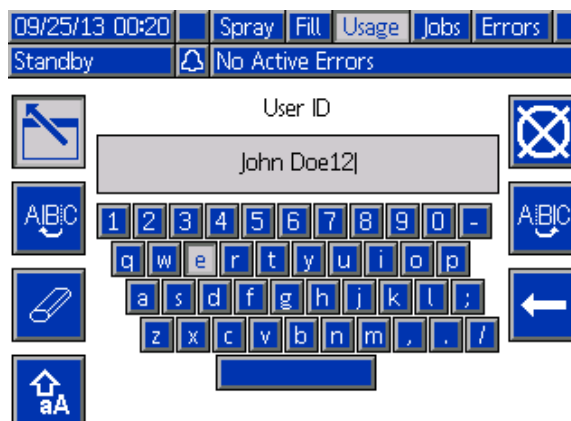 09/25/13 00:20 Spray Fill Usage Jobs Errors
Standby No Active Errors
User ID
John Doe12
ABC
ABC
1 2 3 4 5 6 7 8 9 0 -
q w e r t y u i o p
a s d f g h j k l ;
z x c v b n m , . /
aA